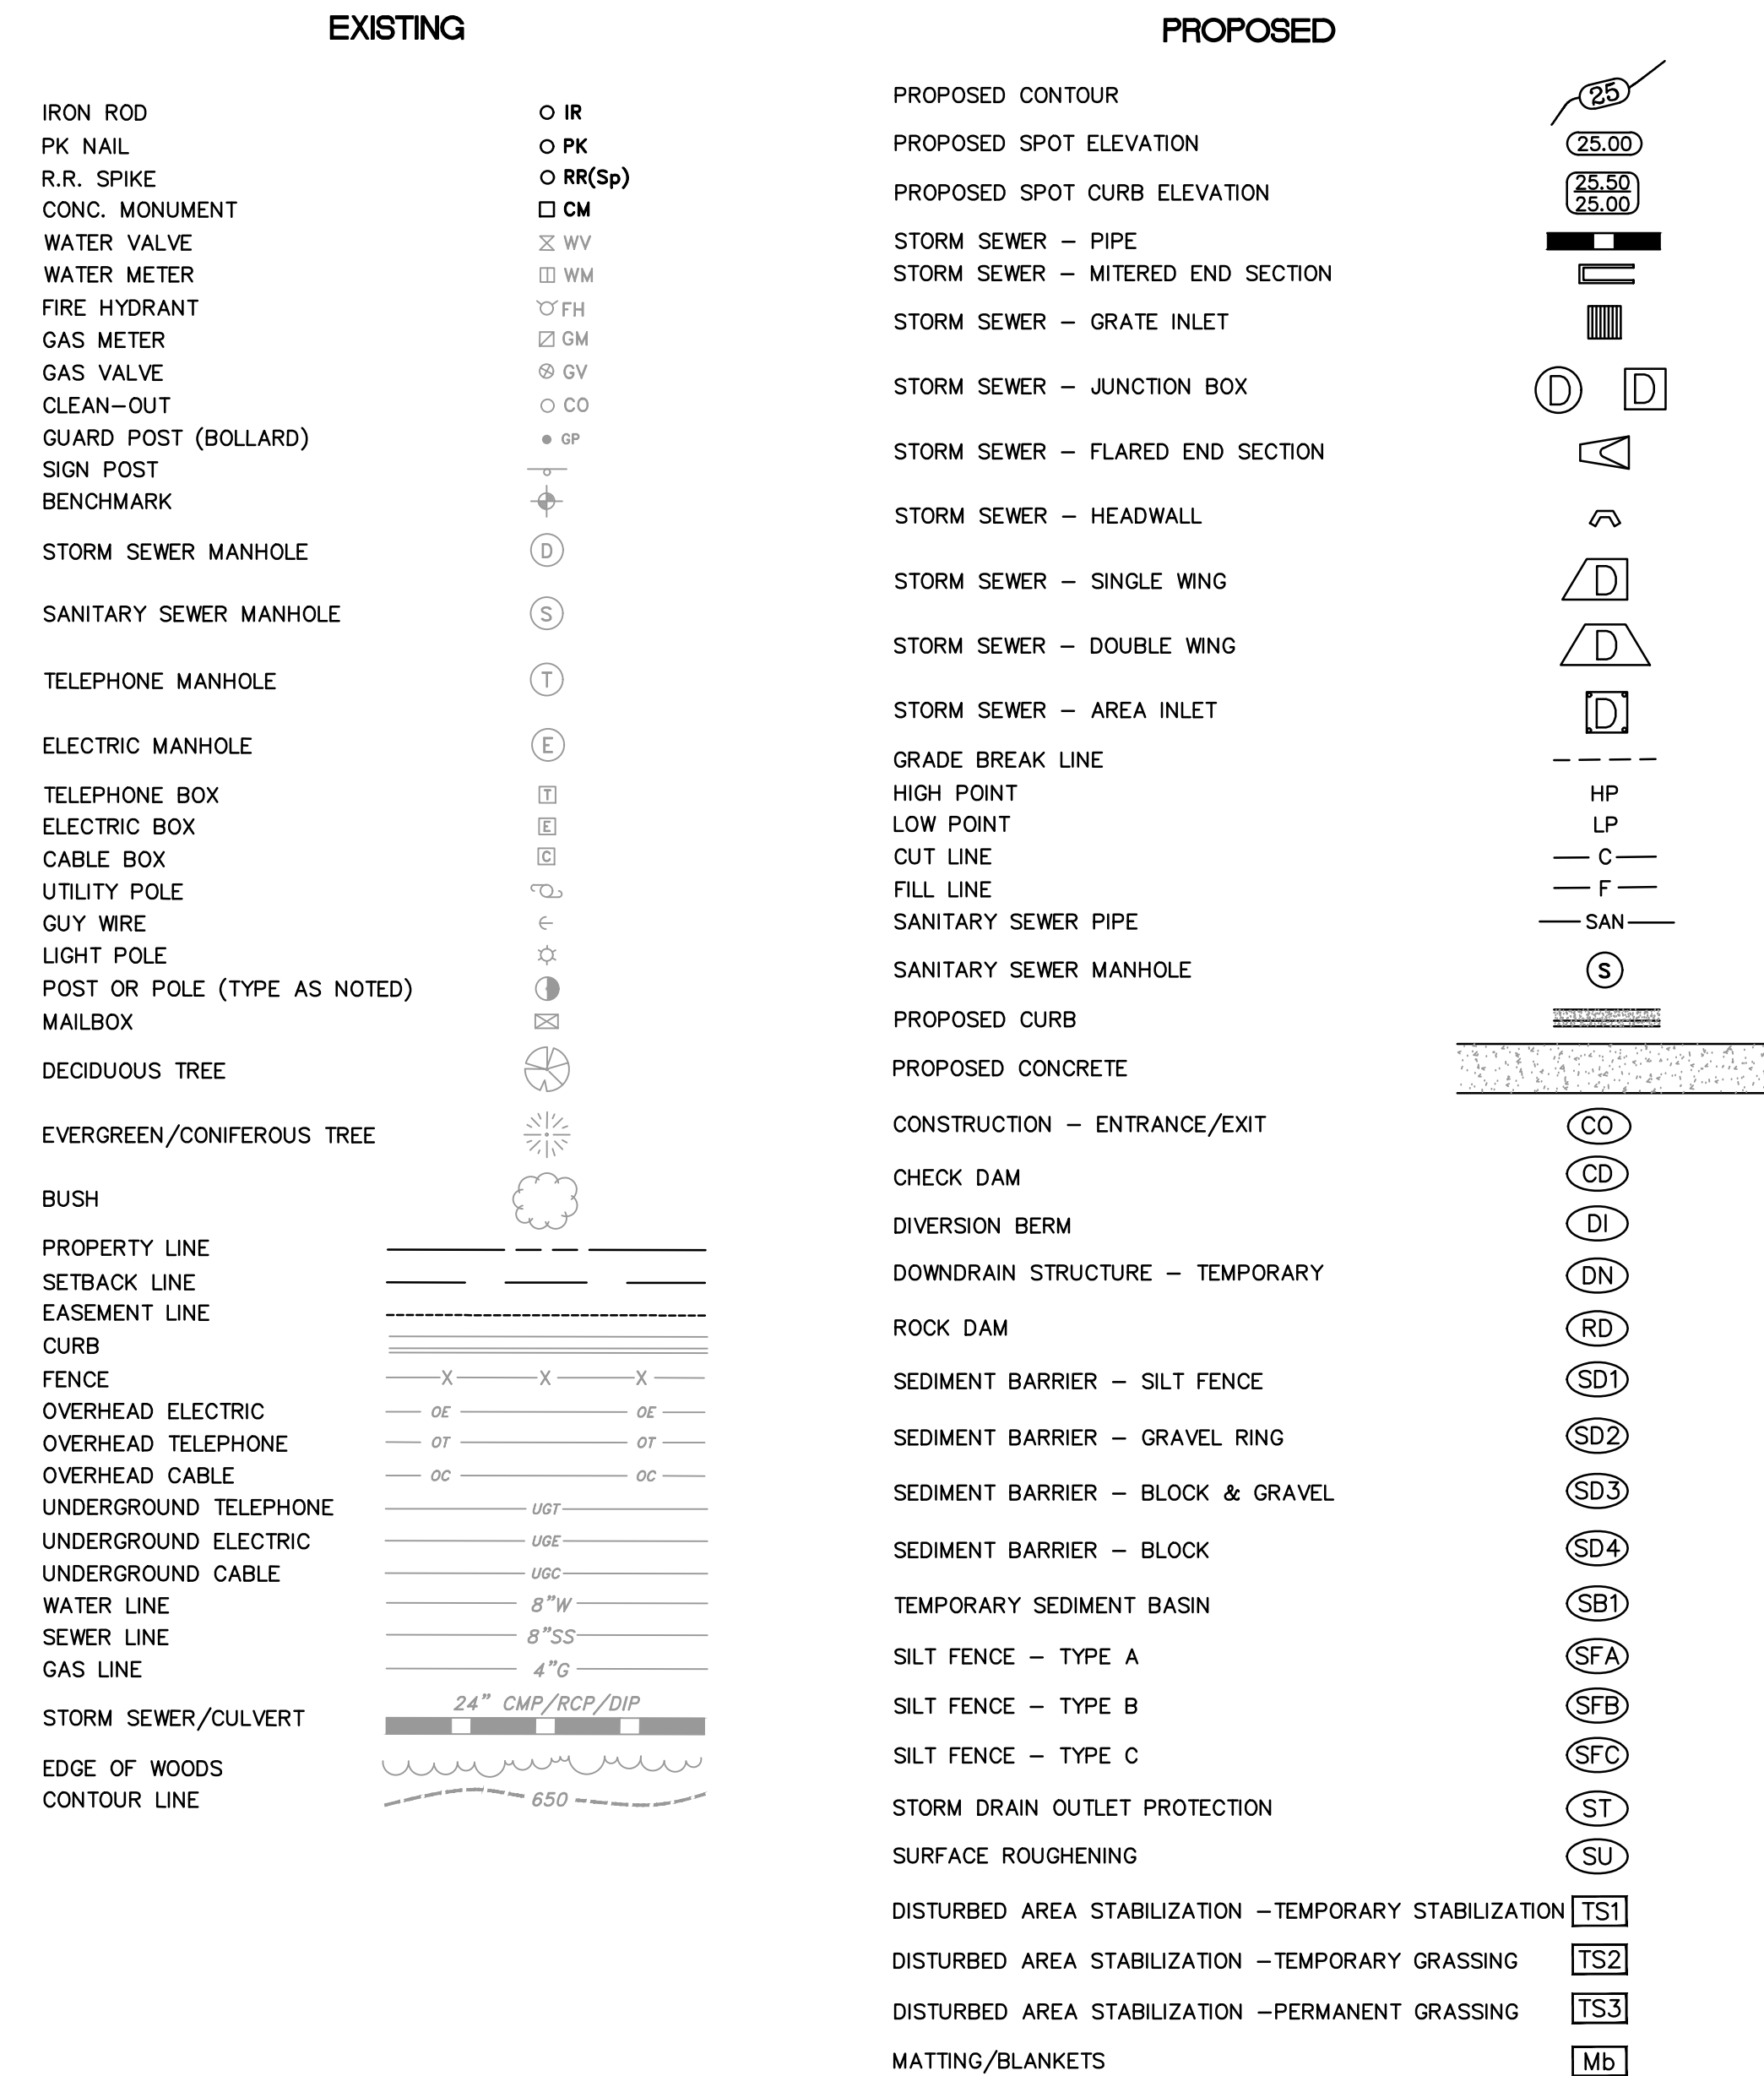 EXISTING
IRON ROD IR
PK NAIL PK
R.R. SPIKE RR(Sp)
CONC. MONUMENT CM
WATER VALVE WV
WATER METER WM
FIRE HYDRANT FH
GAS METER GM
GAS VALVE GV
CLEAN-OUT CO
GUARD POST (BOLLARD) GP
SIGN POST
BENCHMARK
STORM SEWER MANHOLE D
SANITARY SEWER MANHOLE S
TELEPHONE MANHOLE T
ELECTRIC MANHOLE E
TELEPHONE BOX T
ELECTRIC BOX E
CABLE BOX C
UTILITY POLE
GUY WIRE
LIGHT POLE
POST OR POLE (TYPE AS NOTED)
MAILBOX
DECIDUOUS TREE
EVERGREEN/CONIFEROUS TREE
BUSH
PROPERTY LINE
SETBACK LINE
EASEMENT LINE
CURB
FENCE X X X
OVERHEAD ELECTRIC OE OE
OVERHEAD TELEPHONE OT OT
OVERHEAD CABLE OC OC
UNDERGROUND TELEPHONE UGT
UNDERGROUND ELECTRIC UGE
UNDERGROUND CABLE UGC
WATER LINE 8"W
SEWER LINE 8"SS
GAS LINE 4"G
24" CMP/RCP/DIP
STORM SEWER/CULVERT
EDGE OF WOODS
CONTOUR LINE 650
PROPOSED
PROPOSED CONTOUR 25
PROPOSED SPOT ELEVATION 25.00
PROPOSED SPOT CURB ELEVATION 25.50
25.00
STORM SEWER - PIPE
STORM SEWER - MITERED END SECTION
STORM SEWER - GRATE INLET
STORM SEWER - JUNCTION BOX D D
STORM SEWER - FLARED END SECTION
STORM SEWER - HEADWALL
STORM SEWER - SINGLE WING D
STORM SEWER - DOUBLE WING D
STORM SEWER - AREA INLET D
GRADE BREAK LINE
HIGH POINT HP
LOW POINT LP
CUT LINE C
FILL LINE F
SANITARY SEWER PIPE SAN
SANITARY SEWER MANHOLE S
PROPOSED CURB
PROPOSED CONCRETE
CONSTRUCTION - ENTRANCE/EXIT CO
CHECK DAM CD
DIVERSION BERM DI
DOWNDRAIN STRUCTURE - TEMPORARY DN
ROCK DAM RD
SEDIMENT BARRIER - SILT FENCE SD1
SEDIMENT BARRIER - GRAVEL RING SD2
SEDIMENT BARRIER - BLOCK & GRAVEL SD3
SEDIMENT BARRIER - BLOCK SD4
TEMPORARY SEDIMENT BASIN SB1
SILT FENCE - TYPE A SFA
SILT FENCE - TYPE B SFB
SILT FENCE - TYPE C SFC
STORM DRAIN OUTLET PROTECTION ST
SURFACE ROUGHENING SU
DISTURBED AREA STABILIZATION -TEMPORARY STABILIZATION TS1
DISTURBED AREA STABILIZATION -TEMPORARY GRASSING TS2
DISTURBED AREA STABILIZATION -PERMANENT GRASSING TS3
MATTING/BLANKETS Mb